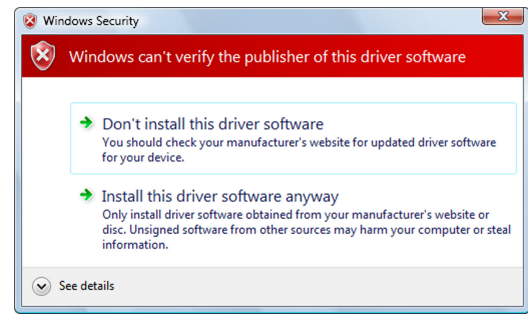 Windows Security
Windows can't verify the publisher of this driver software
Don't install this driver software
You should check your manufacturer's website for updated driver software
for your device.
Install this driver software anyway
Only install driver software obtained from your manufacturer's website or
disc. Unsigned software from other sources may harm your computer or steal
information.
See details